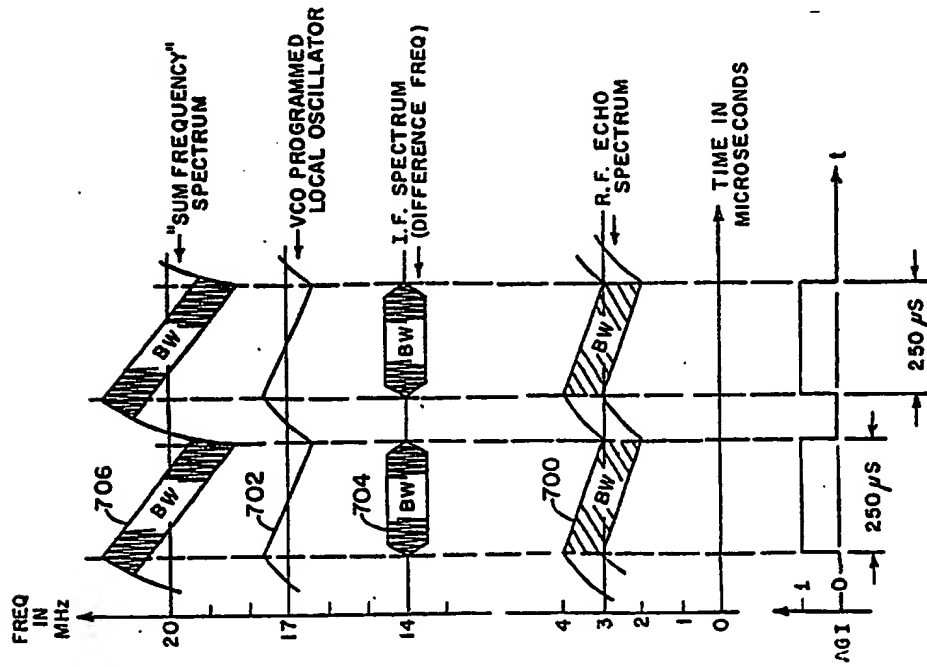 FREQ
IN
MHz
20
17
14
4
3
2
0
1
0
AGI
706
702
704
700
BW
BW
BW
BW
BW
BW
"SUM FREQUENCY"
SPECTRUM
VCO PROGRAMMED
LOCAL OSCILLATOR
I.F. SPECTRUM
(DIFFERENCE FREQ)
R.F. ECHO
SPECTRUM
TIME IN
MICROSECONDS
t
250 µS
250 µS